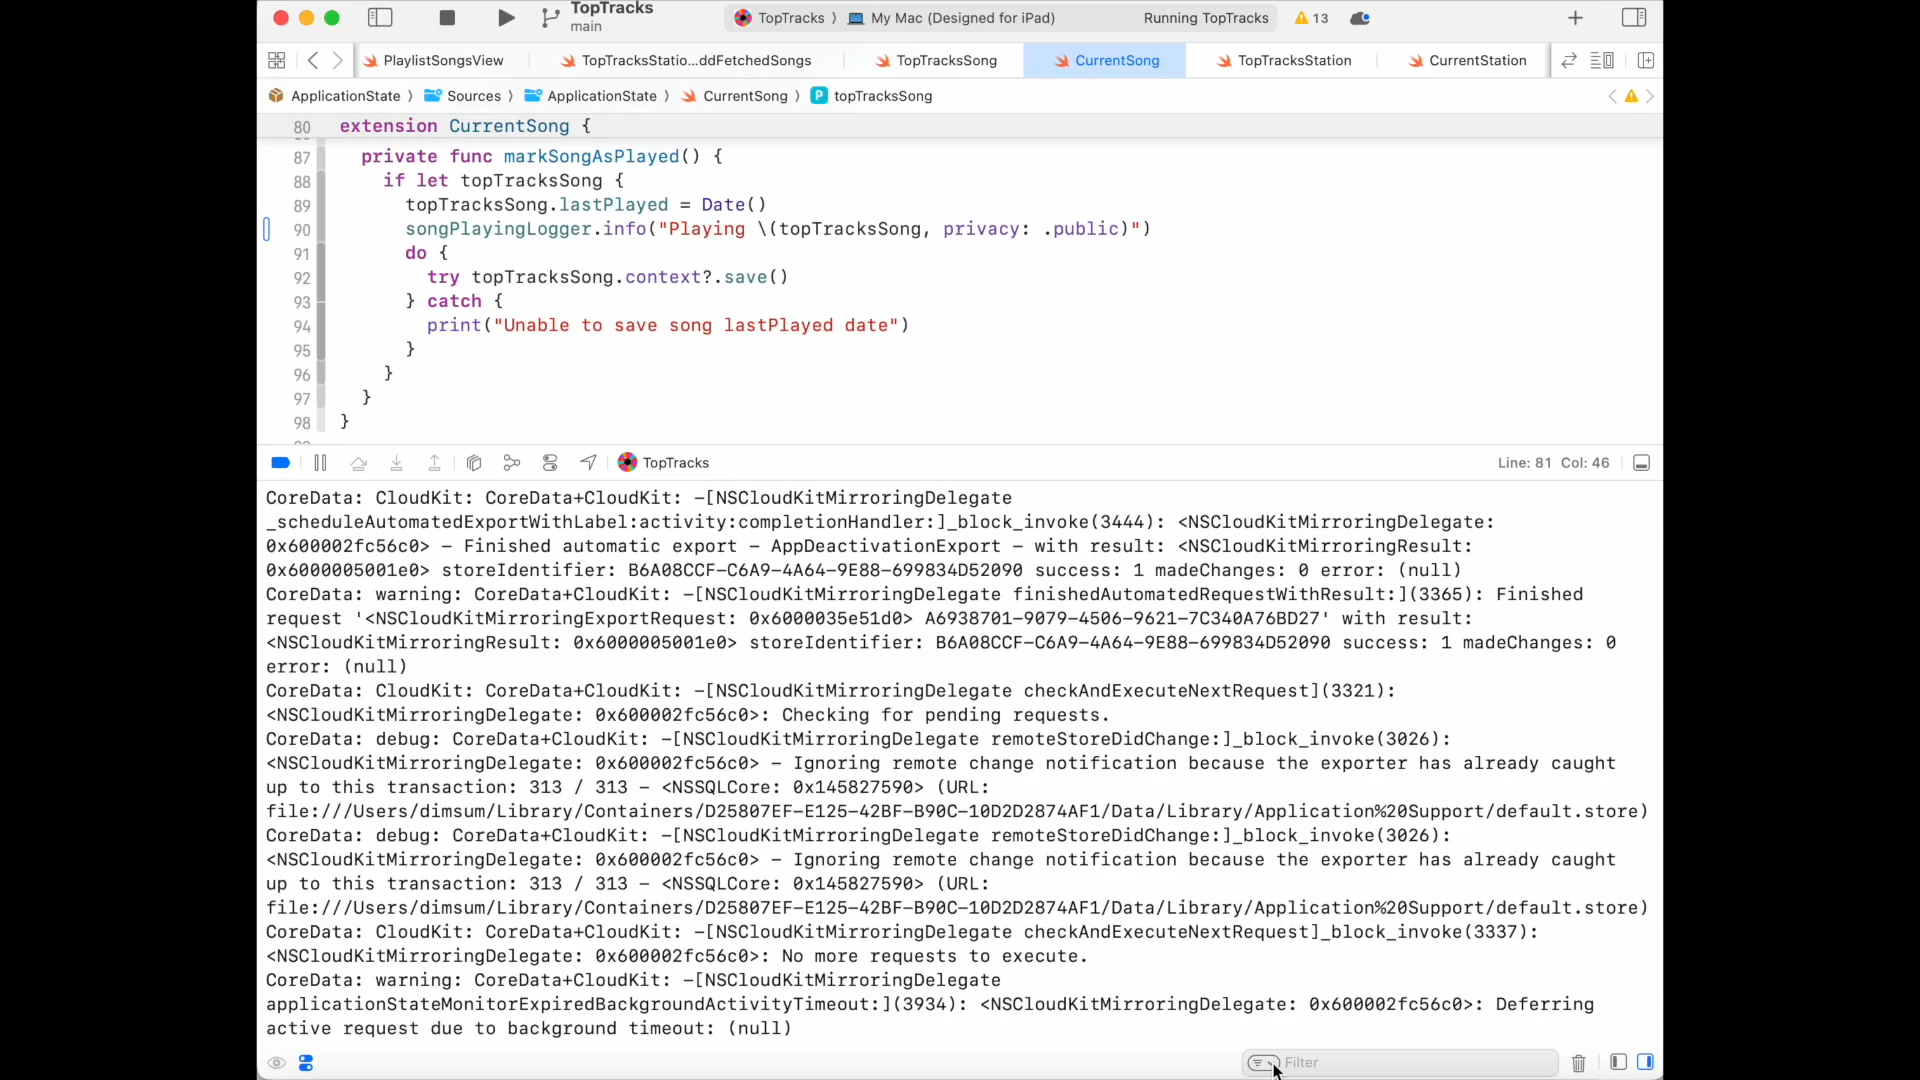 TopTracks
main
TopTracks 〉 My Mac (Designed for iPad) Running TopTracks 13
PlaylistSongsView TopTracksStatio...ddFetchedSongs TopTracksSong CurrentSong TopTracksStation CurrentStation
ApplicationState 〉 Sources 〉 ApplicationState 〉 CurrentSong 〉 P topTracksSong
80 extension CurrentSong {
87 private func markSongAsPlayed() {
88 if let topTracksSong {
89 topTracksSong.lastPlayed = Date()
90 songPlayingLogger.info("Playing \(topTracksSong, privacy: .public)")
91 do {
92 try topTracksSong.context?.save()
93 } catch {
94 print("Unable to save song lastPlayed date")
95 }
96 }
97 }
98 }
TopTracks Line: 81 Col: 46
CoreData: CloudKit: CoreData+CloudKit: -[NSCloudKitMirroringDelegate
_scheduleAutomatedExportWithLabel:activity:completionHandler:]_block_invoke(3444): <NSCloudKitMirroringDelegate:
0x600002fc56c0> - Finished automatic export - AppDeactivationExport - with result: <NSCloudKitMirroringResult:
0x6000005001e0> storeIdentifier: B6A08CCF-C6A9-4A64-9E88-699834D52090 success: 1 madeChanges: 0 error: (null)
CoreData: warning: CoreData+CloudKit: -[NSCloudKitMirroringDelegate finishedAutomatedRequestWithResult:](3365): Finished
request '<NSCloudKitMirroringExportRequest: 0x6000035e51d0> A6938701-9079-4506-9621-7C340A76BD27' with result:
<NSCloudKitMirroringResult: 0x6000005001e0> storeIdentifier: B6A08CCF-C6A9-4A64-9E88-699834D52090 success: 1 madeChanges: 0
error: (null)
CoreData: CloudKit: CoreData+CloudKit: -[NSCloudKitMirroringDelegate checkAndExecuteNextRequest](3321):
<NSCloudKitMirroringDelegate: 0x600002fc56c0>: Checking for pending requests.
CoreData: debug: CoreData+CloudKit: -[NSCloudKitMirroringDelegate remoteStoreDidChange:]_block_invoke(3026):
<NSCloudKitMirroringDelegate: 0x600002fc56c0> - Ignoring remote change notification because the exporter has already caught
up to this transaction: 313 / 313 - <NSSQLCore: 0x145827590> (URL:
file:///Users/dimsum/Library/Containers/D25807EF-E125-42BF-B90C-10D2D2874AF1/Data/Library/Application%20Support/default.store)
CoreData: debug: CoreData+CloudKit: -[NSCloudKitMirroringDelegate remoteStoreDidChange:]_block_invoke(3026):
<NSCloudKitMirroringDelegate: 0x600002fc56c0> - Ignoring remote change notification because the exporter has already caught
up to this transaction: 313 / 313 - <NSSQLCore: 0x145827590> (URL:
file:///Users/dimsum/Library/Containers/D25807EF-E125-42BF-B90C-10D2D2874AF1/Data/Library/Application%20Support/default.store)
CoreData: CloudKit: CoreData+CloudKit: -[NSCloudKitMirroringDelegate checkAndExecuteNextRequest]_block_invoke(3337):
<NSCloudKitMirroringDelegate: 0x600002fc56c0>: No more requests to execute.
CoreData: warning: CoreData+CloudKit: -[NSCloudKitMirroringDelegate
applicationStateMonitorExpiredBackgroundActivityTimeout:](3934): <NSCloudKitMirroringDelegate: 0x600002fc56c0>: Deferring
active request due to background timeout: (null)
Filter